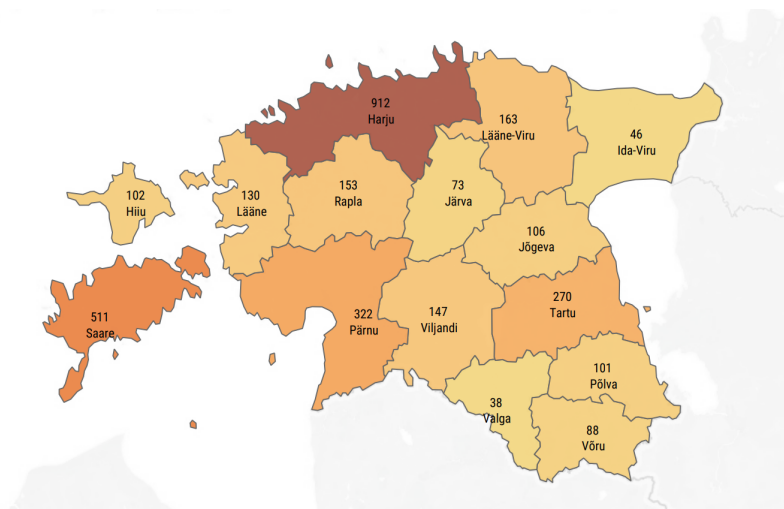 912
Harju
163
Lääne-Viru
46
Ida-Viru
102
Hiiu
130
Lääne
153
Rapla
73
Järva
106
Jõgeva
511
Saare
322
Pärnu
147
Viljandi
270
Tartu
101
Põlva
38
Valga
88
Võru